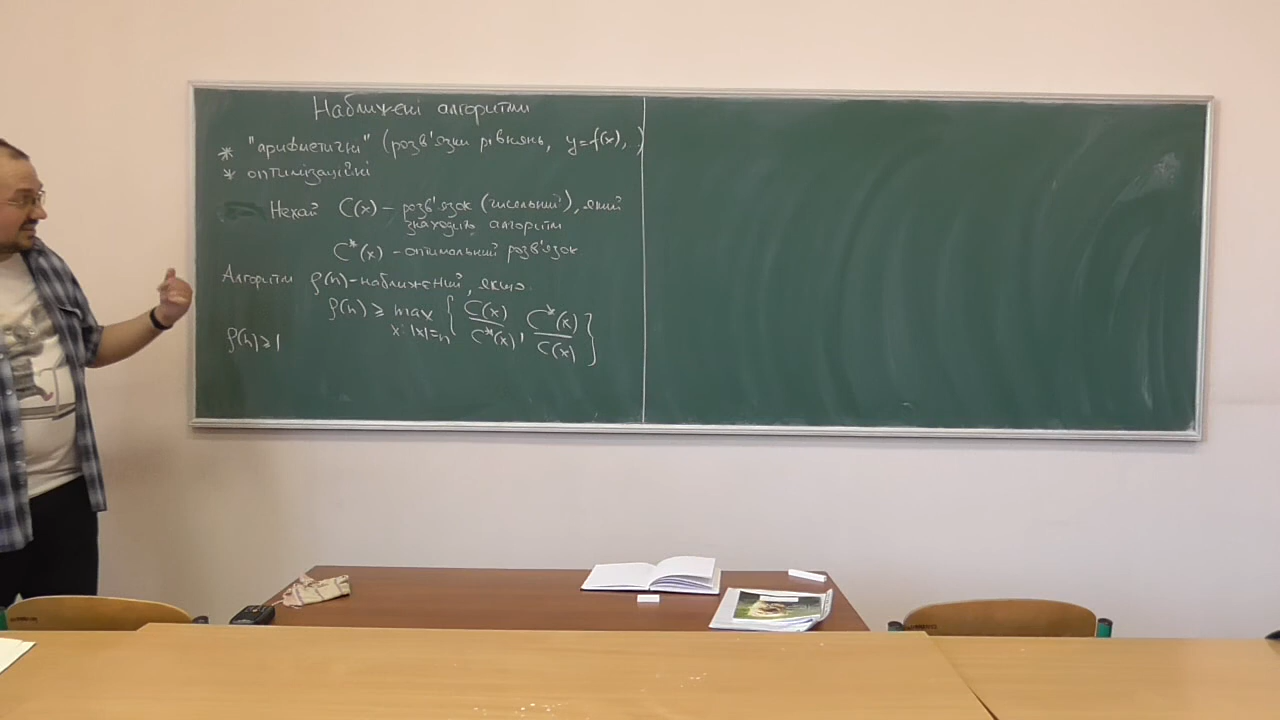 Наближені алгоритми
* "арифметичні" (розв'язки рівнянь, y=f(x),..)
* оптимізаційні
Нехай C(x) – розв'язок (чисельний), який
знаходить алгоритм
C*(x) – оптимальний розв'язок
Алгоритм ρ(n)-наближений, якщо
ρ(n) ≥ max { C(x)/C*(x), C*(x)/C(x) }
x: |x|=n
ρ(n)≥1